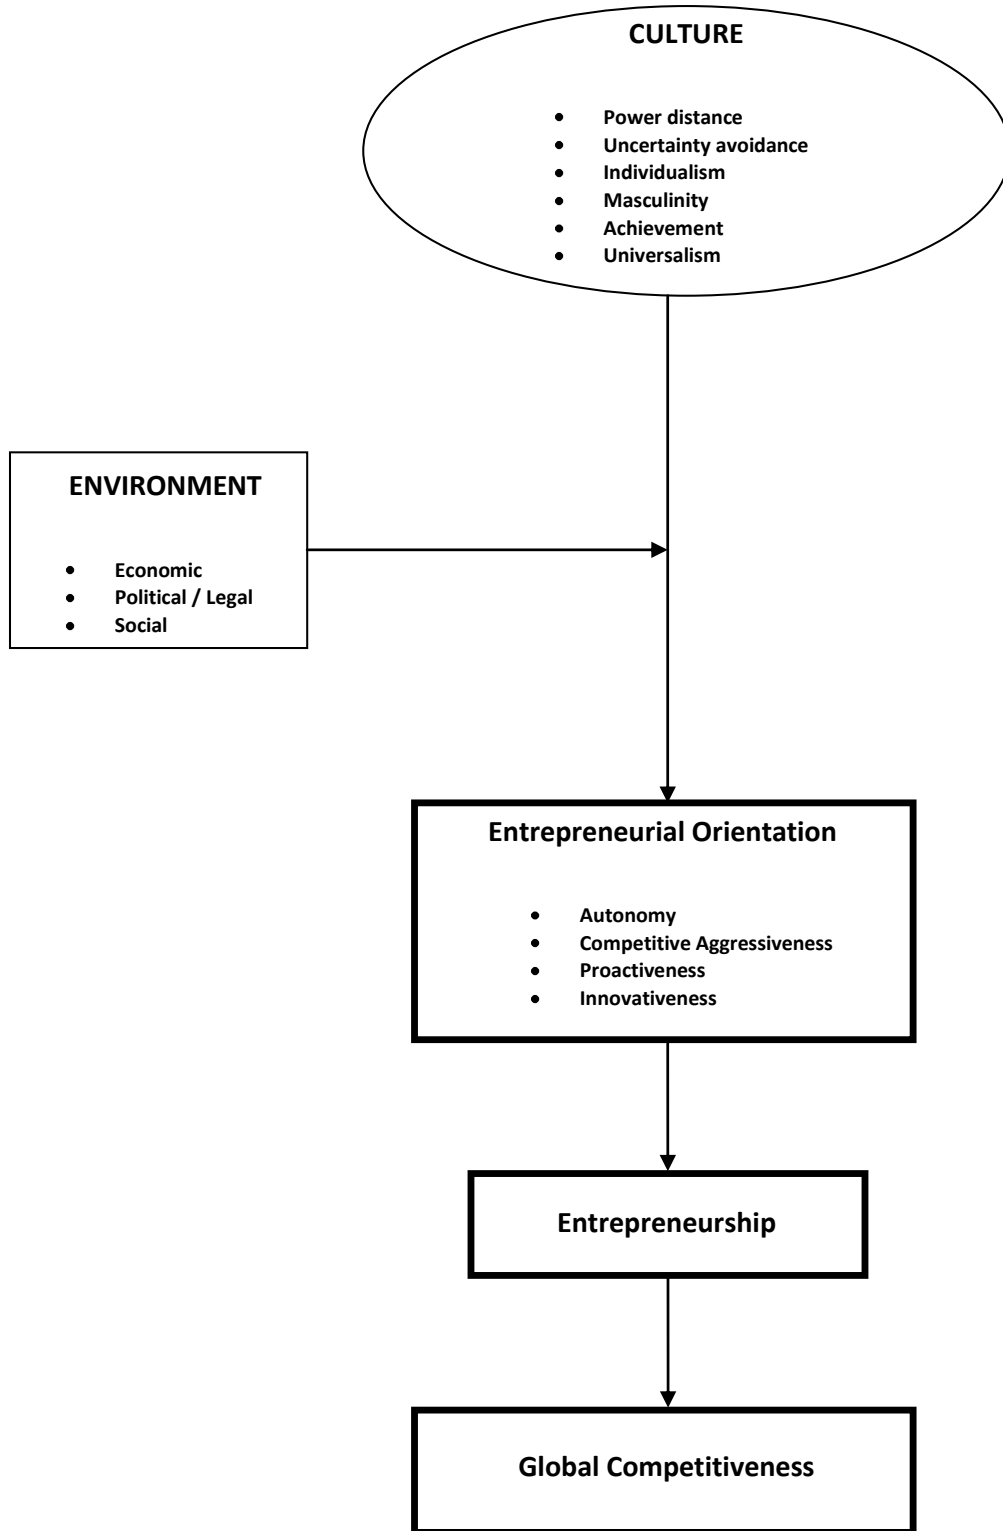 CULTURE
• Power distance
• Uncertainty avoidance
• Individualism
• Masculinity
• Achievement
• Universalism
ENVIRONMENT
• Economic
• Political / Legal
• Social
Entrepreneurial Orientation
• Autonomy
• Competitive Aggressiveness
• Proactiveness
• Innovativeness
Entrepreneurship
Global Competitiveness